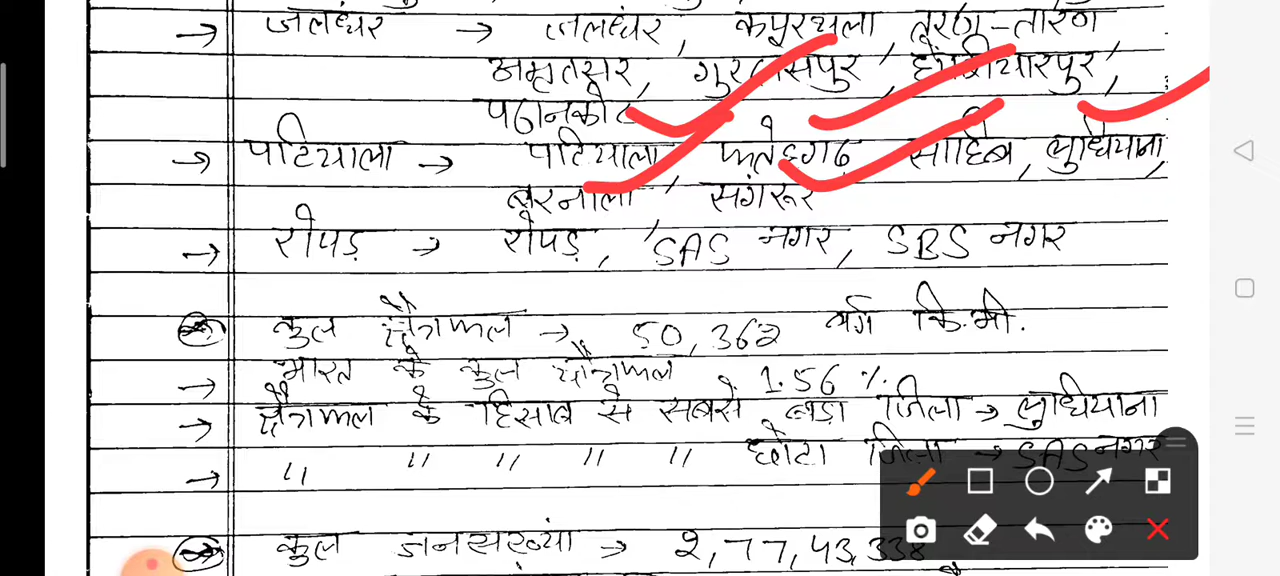 → जलंधर → जलंधर, कपुरथला, तरण-तारण
अमृतसर, गुरदासपुर, होशीयारपुर,
पठानकोट
→ पटियाला → पटियाला, फतेहगढ़ साहिब, लुधियाना,
बरनाला, संगरूर
→ रोपड़ → रोपड़, SAS नगर, SBS नगर
कुल क्षैत्रफल → 50,362 वर्ग कि.मी.
→ भारत के कुल क्षैत्रफल 1.56 %.
→ क्षैत्रफल के हिसाब से सबसे बड़ा जिला → लुधियाना
→ " " " " " छोटा जिला → SAS नगर
कुल जनसंख्यां → 2,77,43,338